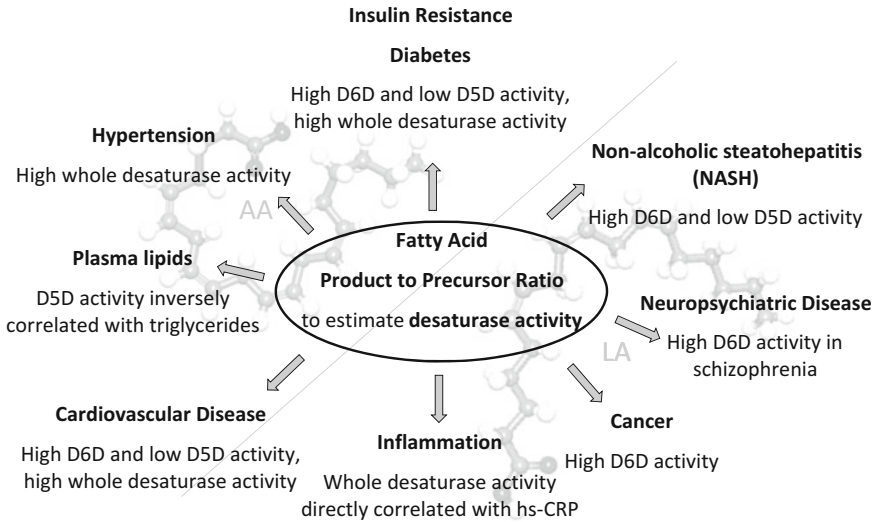 Insulin Resistance
Diabetes
High D6D and low D5D activity,
high whole desaturase activity
Hypertension
High whole desaturase activity
AA
Non-alcoholic steatohepatitis
(NASH)
High D6D and low D5D activity
Plasma lipids
D5D activity inversely
correlated with triglycerides
Fatty Acid
Product to Precursor Ratio
to estimate desaturase activity
Neuropsychiatric Disease
High D6D activity in
schizophrenia
LA
Cardiovascular Disease
High D6D and low D5D activity,
high whole desaturase activity
Inflammation
Whole desaturase activity
directly correlated with hs-CRP
Cancer
High D6D activity